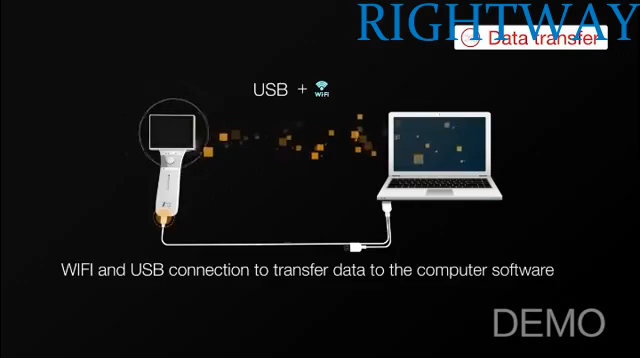 RIGHTWAY
Data transfer
USB + WiFi
WIFI and USB connection to transfer data to the computer software
DEMO